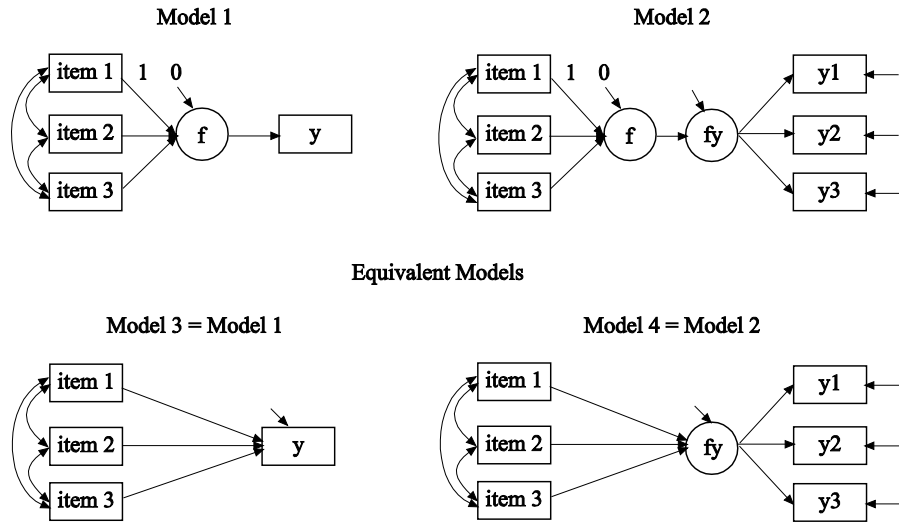 Model 1
item 1
1 0
item 2
f
y
item 3
Model 2
item 1
1 0
y1
item 2
f
fy
y2
item 3
y3
Equivalent Models
Model 3 = Model 1
item 1
item 2
y
item 3
Model 4 = Model 2
item 1
y1
item 2
fy
y2
item 3
y3